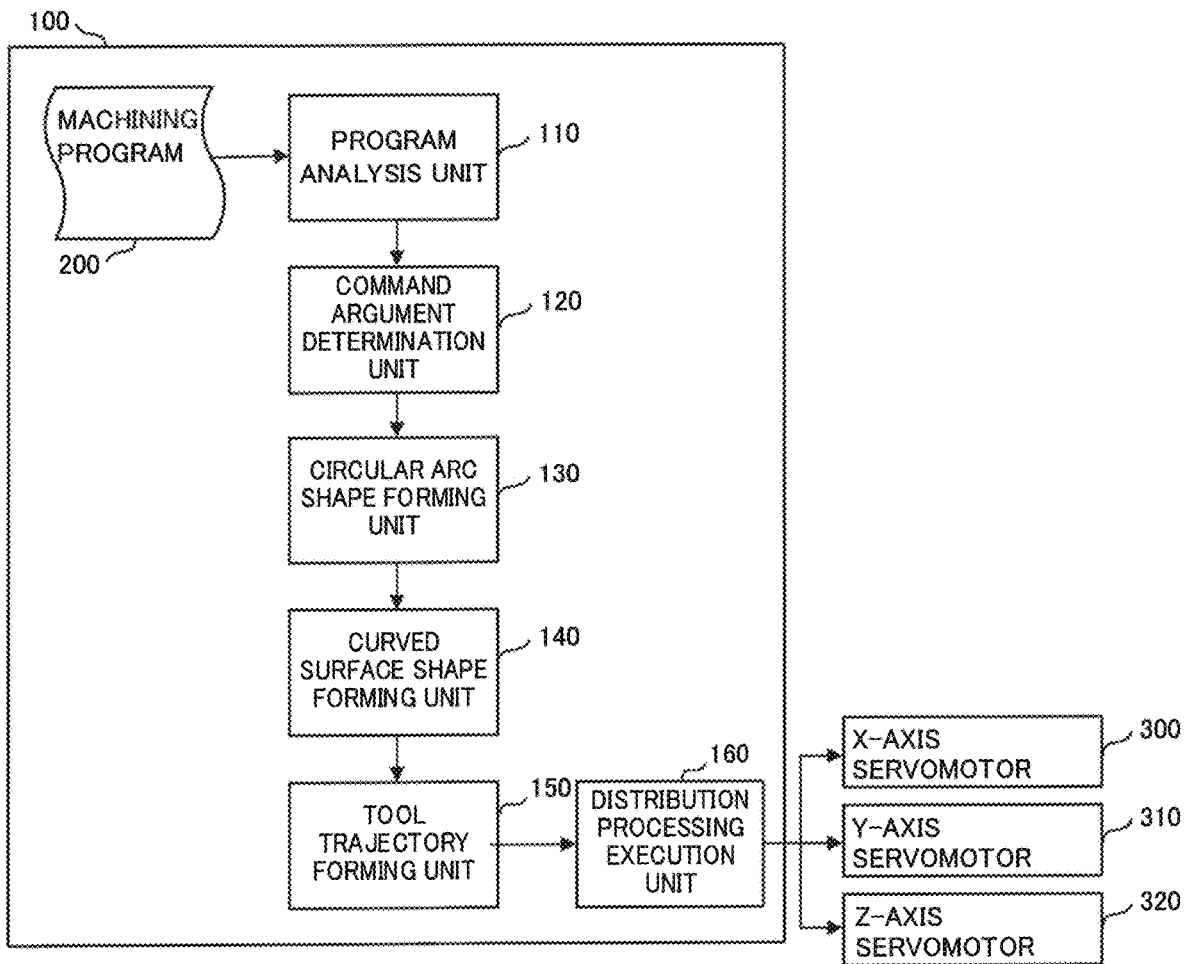 100
MACHINING
PROGRAM
200
PROGRAM
ANALYSIS UNIT
110
COMMAND
ARGUMENT
DETERMINATION
UNIT
120
CIRCULAR ARC
SHAPE FORMING
UNIT
130
CURVED
SURFACE SHAPE
FORMING UNIT
140
TOOL
TRAJECTORY
FORMING UNIT
150
160
DISTRIBUTION
PROCESSING
EXECUTION
UNIT
X-AXIS
SERVOMOTOR
300
Y-AXIS
SERVOMOTOR
310
Z-AXIS
SERVOMOTOR
320